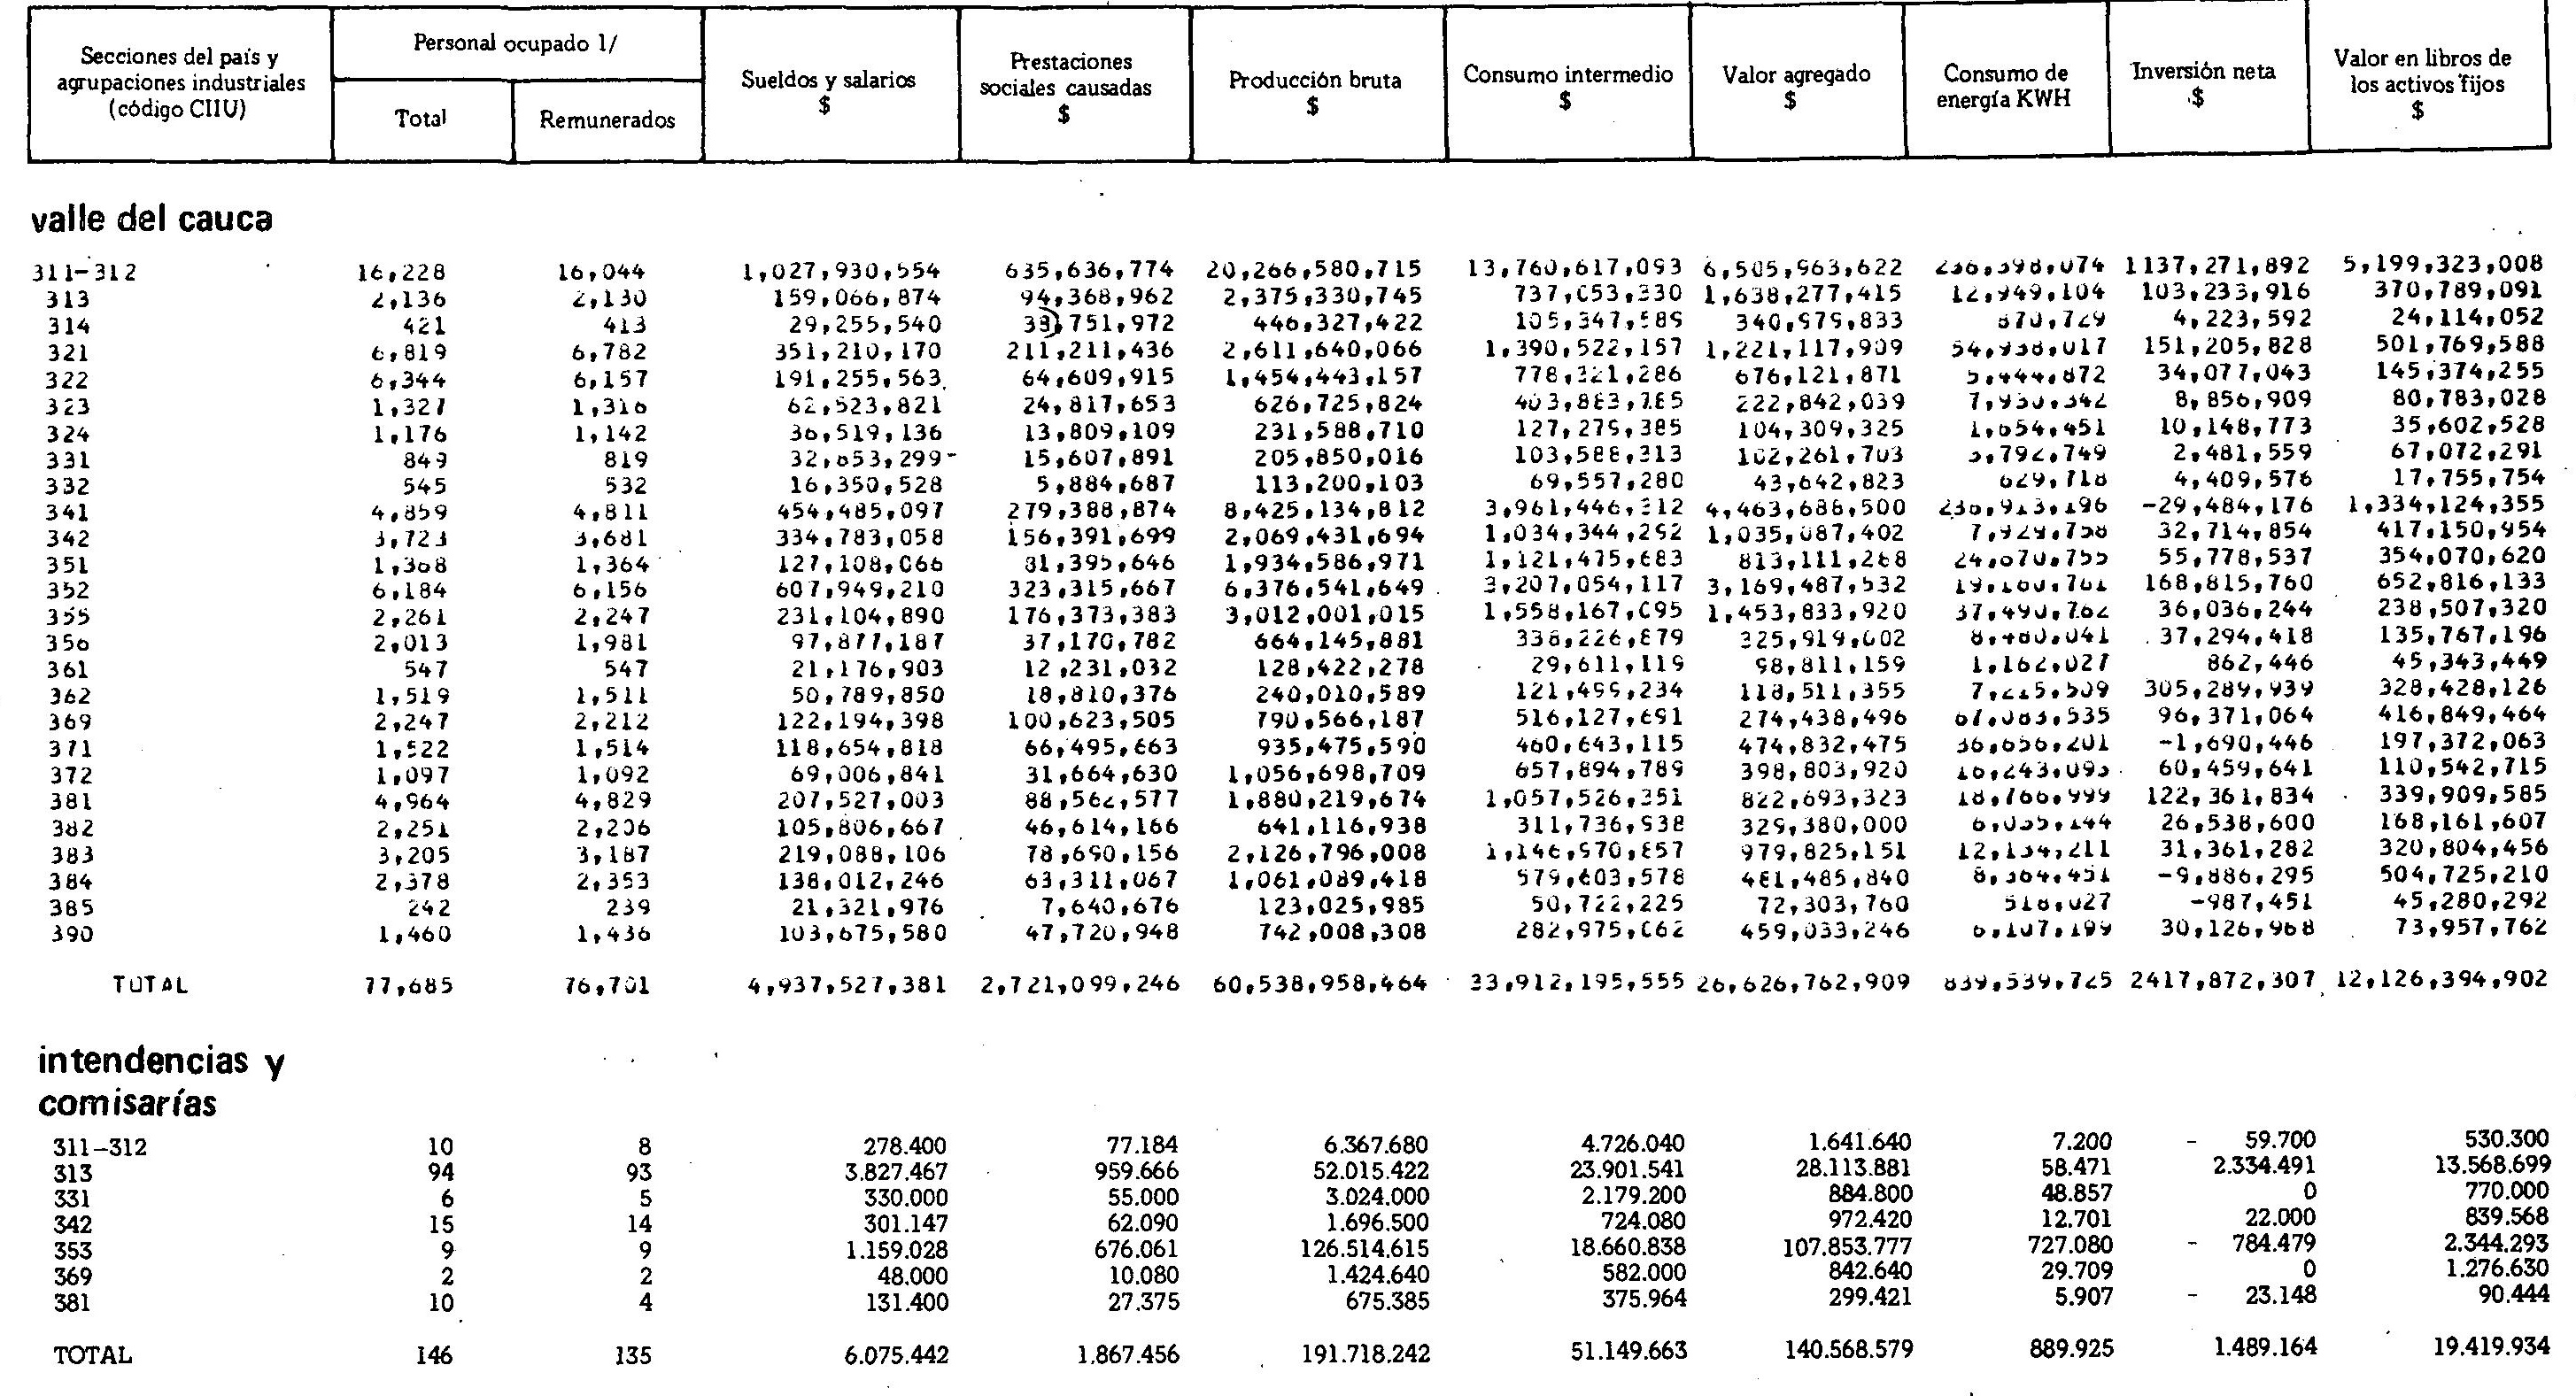 Secciones del país y agrupaciones industriales (código CIIU) Personal ocupado 1/ Total Remunerados Sueldos y salarios $ Prestaciones sociales causadas $ Producción bruta $ Consumo intermedio $ Valor agregado $ Consumo de energía KWH Inversión neta $ Valor en libros de los activos fijos $
valle del cauca
311-312 16,228 16,044 1,027,930,554 635,636,774 20,266,580,715 13,760,617,093 6,505,963,622 236,398,074 1137,271,892 5,199,323,008
313 2,136 2,130 159,066,874 94,368,962 2,375,330,745 737,053,330 1,638,277,415 12,949,104 103,233,916 370,789,091
314 421 413 29,255,540 751,972 446,327,422 105,347,589 340,979,833 870,729 4,223,592 24,114,052
321 6,819 6,782 351,210,170 211,211,436 2,611,640,066 1,390,522,157 1,221,117,909 54,938,017 151,205,828 501,769,588
322 6,344 6,157 191,255,563 64,609,915 1,454,443,157 778,321,286 676,121,871 5,444,872 34,077,043 145,374,255
323 1,327 1,316 62,523,821 24,817,653 626,725,824 403,883,785 222,842,039 7,930,342 8,856,909 80,783,028
324 1,176 1,142 36,519,136 13,809,109 231,588,710 127,279,385 104,309,325 1,654,451 10,148,773 35,602,528
331 849 819 32,653,299 15,607,891 205,850,016 103,588,313 102,261,703 3,792,749 2,481,559 67,072,291
332 545 532 16,350,528 5,884,687 113,200,103 69,557,280 43,642,823 629,718 4,409,576 17,755,754
341 4,859 4,811 454,485,097 279,388,874 8,425,134,812 3,961,446,312 4,463,688,500 -29,484,176 1,334,124,355
342 3,723 3,681 334,783,058 156,391,699 2,069,431,694 1,034,344,292 1,035,087,402 7,929,758 32,714,854 417,150,954
351 1,368 1,364 127,108,066 81,395,646 1,934,586,971 1,121,475,683 813,111,288 24,670,755 55,778,537 354,070,620
352 6,184 6,156 607,949,210 323,315,667 6,376,541,649 3,207,054,117 3,169,487,532 168,815,760 652,816,133
355 2,261 2,247 231,104,890 176,373,383 3,012,001,015 1,558,167,095 1,453,833,920 37,490,762 36,036,244 238,507,320
356 2,013 1,981 97,877,187 37,170,782 664,145,881 338,226,879 325,919,002 8,480,041 37,294,418 135,767,196
361 547 547 21,176,903 12,231,032 128,422,278 29,611,119 98,811,159 1,162,027 862,446 45,343,449
362 1,519 1,511 50,789,850 18,810,376 240,010,589 121,499,234 118,511,355 7,215,509 305,289,939 328,428,126
369 2,247 2,212 122,194,398 100,623,505 790,566,187 516,127,691 274,438,496 67,083,535 96,371,064 416,849,464
371 1,522 1,514 118,654,818 66,495,663 935,475,590 460,643,115 474,832,475 36,656,201 -1,690,446 197,372,063
372 1,097 1,092 69,006,841 31,664,630 1,056,698,709 657,894,789 398,803,920 16,243,095 60,459,641 110,542,715
381 4,964 4,829 207,527,003 88,562,577 1,880,219,674 1,057,526,351 822,693,323 18,766,999 122,361,834 339,909,585
382 2,251 2,206 105,806,667 46,614,166 641,116,938 311,736,938 329,380,000 6,035,144 26,538,600 168,161,607
383 3,205 3,187 219,088,106 78,690,156 2,126,796,008 1,146,970,857 979,825,151 12,134,211 31,361,282 320,804,456
384 2,378 2,353 138,012,246 63,311,067 1,061,089,418 579,603,578 481,485,840 8,364,451 -9,886,295 504,725,210
385 242 239 21,321,976 7,640,676 123,025,985 50,722,225 72,303,760 518,027 -987,451 45,280,292
390 1,460 1,436 103,675,580 47,720,948 742,008,308 282,975,062 459,033,246 6,107,199 30,126,968 73,957,762
TOTAL 77,685 76,701 4,937,527,381 2,721,099,246 60,538,958,464 33,912,195,555 26,626,762,909 839,539,725 2417,872,307 12,126,394,902
intendencias y
comisarías
311–312 10 8 278.400 77.184 6.367.680 4.726.040 1.641.640 7.200 – 59.700 530.300
313 94 93 3.827.467 959.666 52.015.422 23.901.541 28.113.881 58.471 2.334.491 13.568.699
331 6 5 330.000 55.000 3.024.000 2.179.200 884.800 48.857 0 770.000
342 15 14 301.147 62.090 1.696.500 724.080 972.420 12.701 22.000 839.568
353 9 9 1.159.028 676.061 126.514.615 18.660.838 107.853.777 727.080 – 784.479 2.344.293
369 2 2 48.000 10.080 1.424.640 582.000 842.640 29.709 0 1.276.630
381 10 4 131.400 27.375 675.385 375.964 299.421 5.907 – 23.148 90.444
TOTAL 146 135 6.075.442 1.867.456 191.718.242 51.149.663 140.568.579 889.925 1.489.164 19.419.934